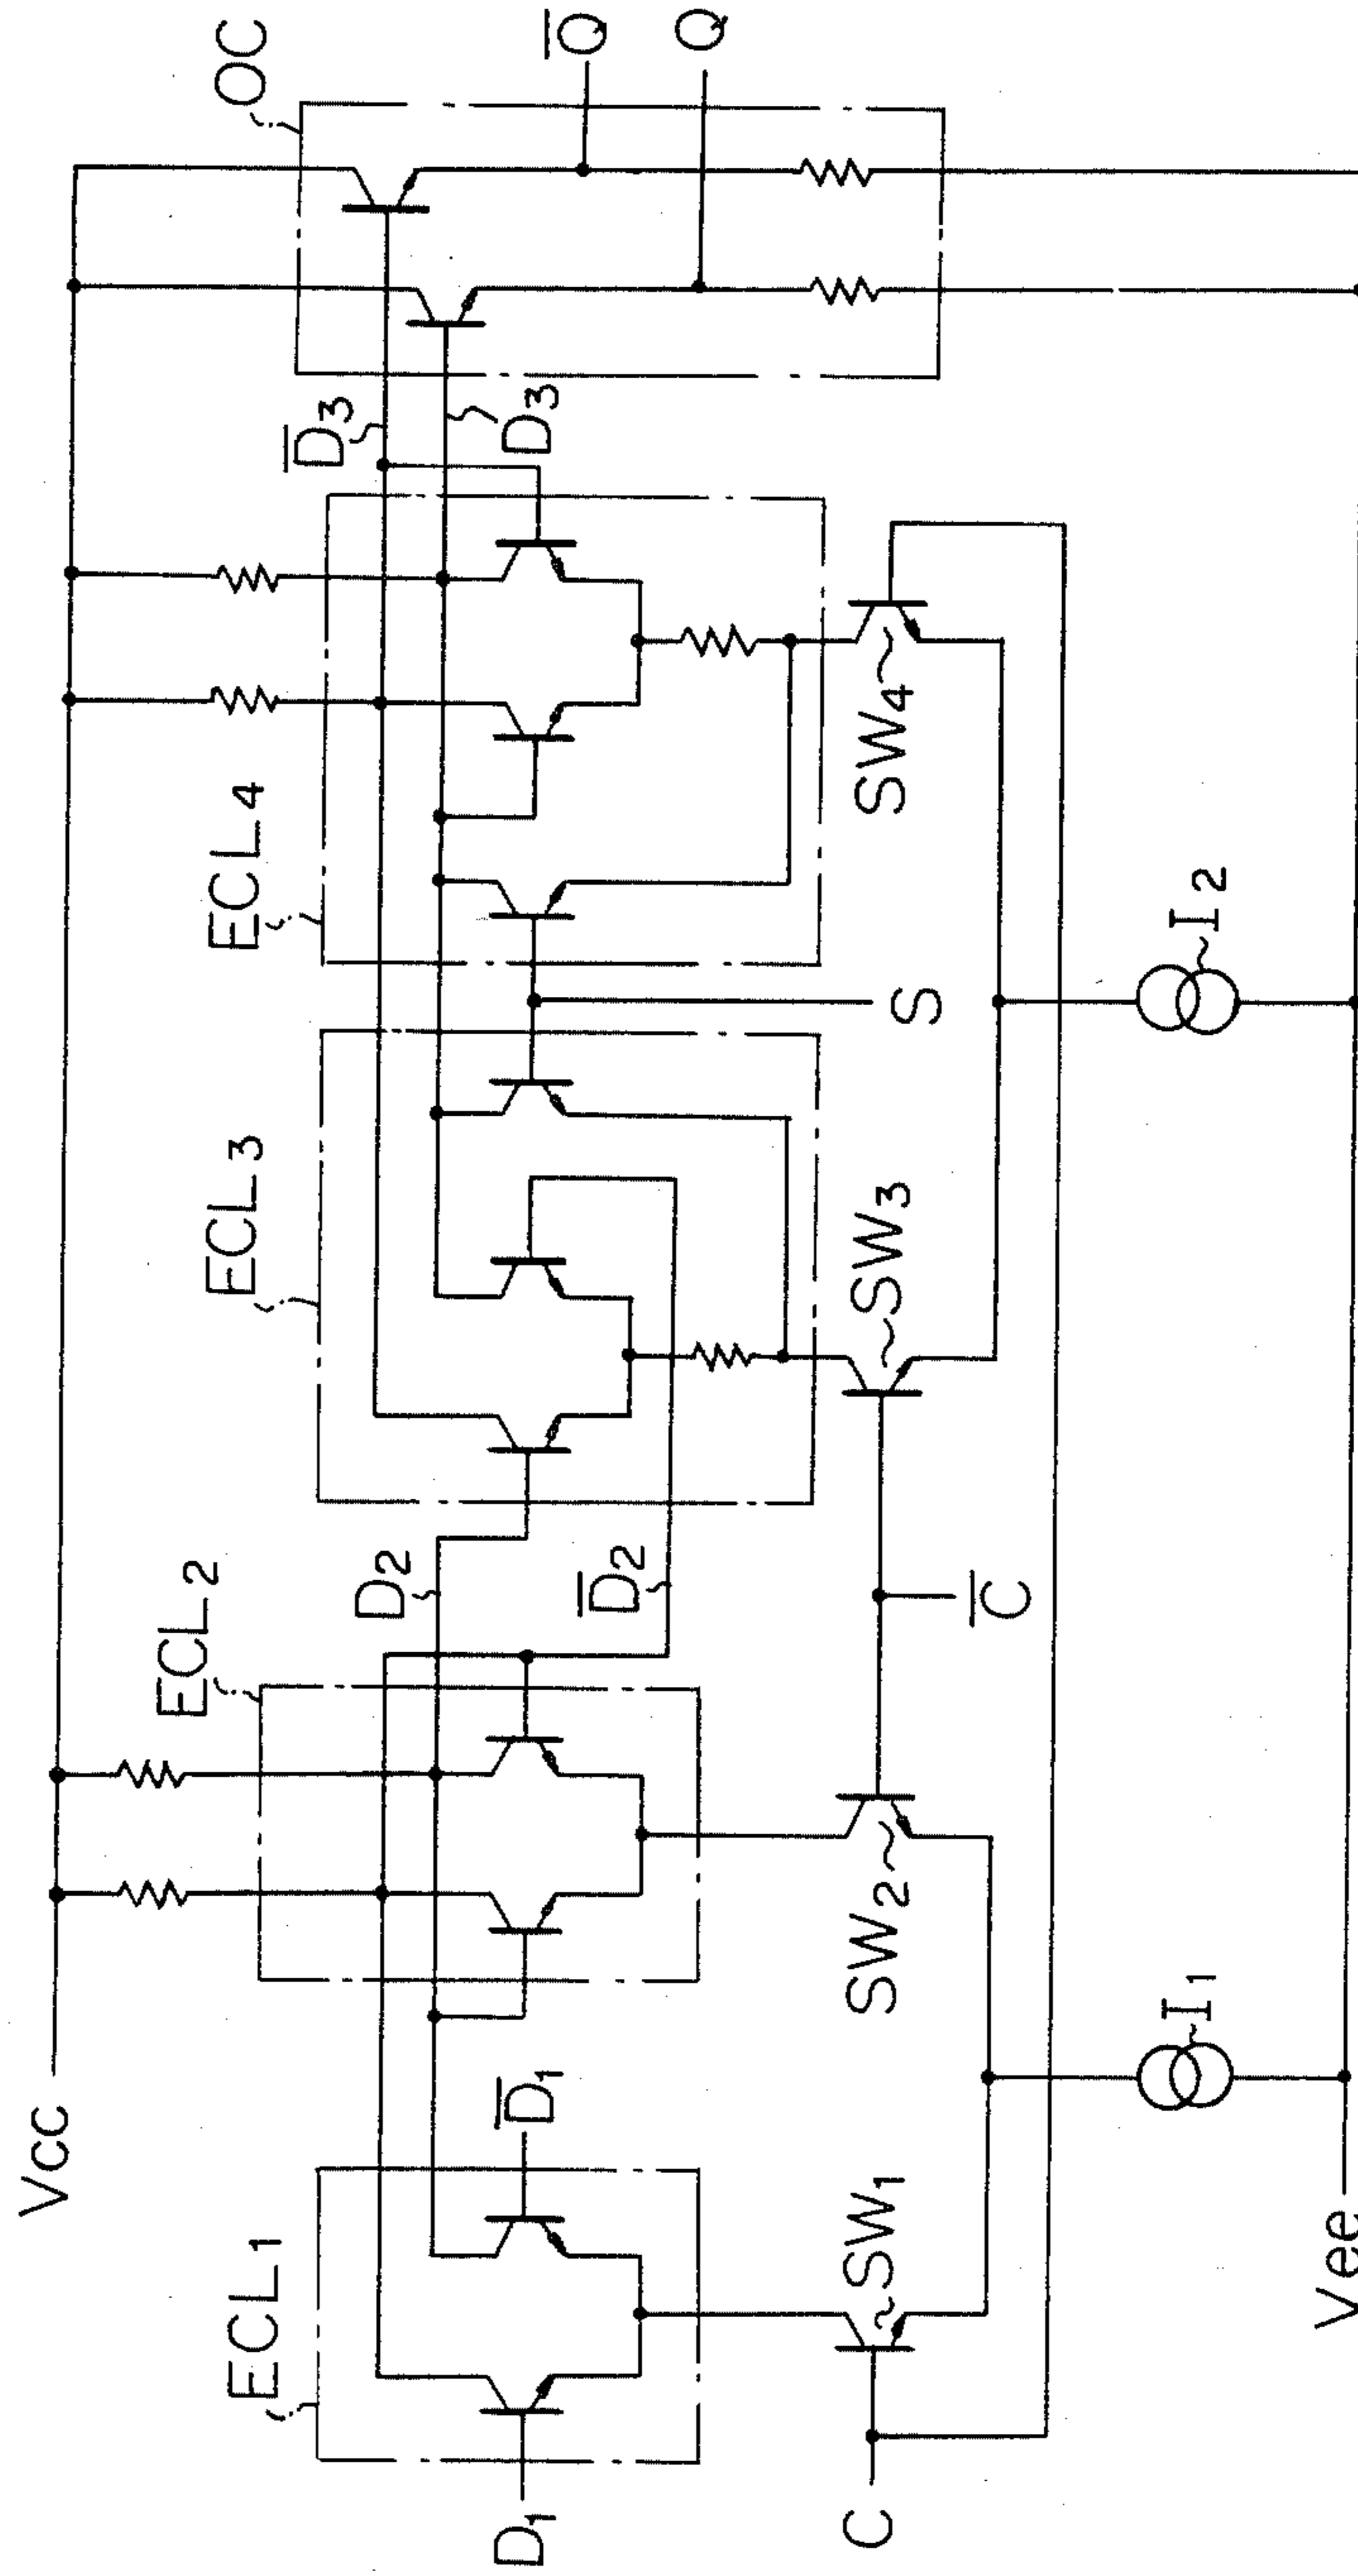 Vcc
ECL1
ECL2
ECL3
ECL4
OC
D1
D̅1
D2
D̅2
D̅3
D3
Q̅
Q
C
SW1
SW2
C̅
SW3
S
SW4
I1
I2
Vee